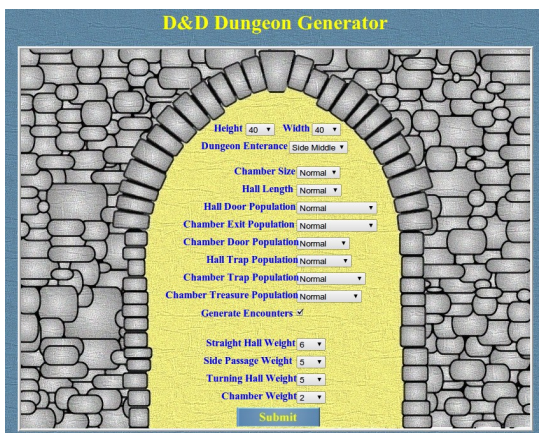 D&D Dungeon Generator
Height 40 Width 40
Dungeon Enterance Side Middle
Chamber Size Normal
Hall Length Normal
Hall Door Population Normal
Chamber Exit Population Normal
Chamber Door Population Normal
Hall Trap Population Normal
Chamber Trap Population Normal
Chamber Treasure Population Normal
Generate Encounters
Straight Hall Weight 6
Side Passage Weight 5
Turning Hall Weight 5
Chamber Weight 2
Submit